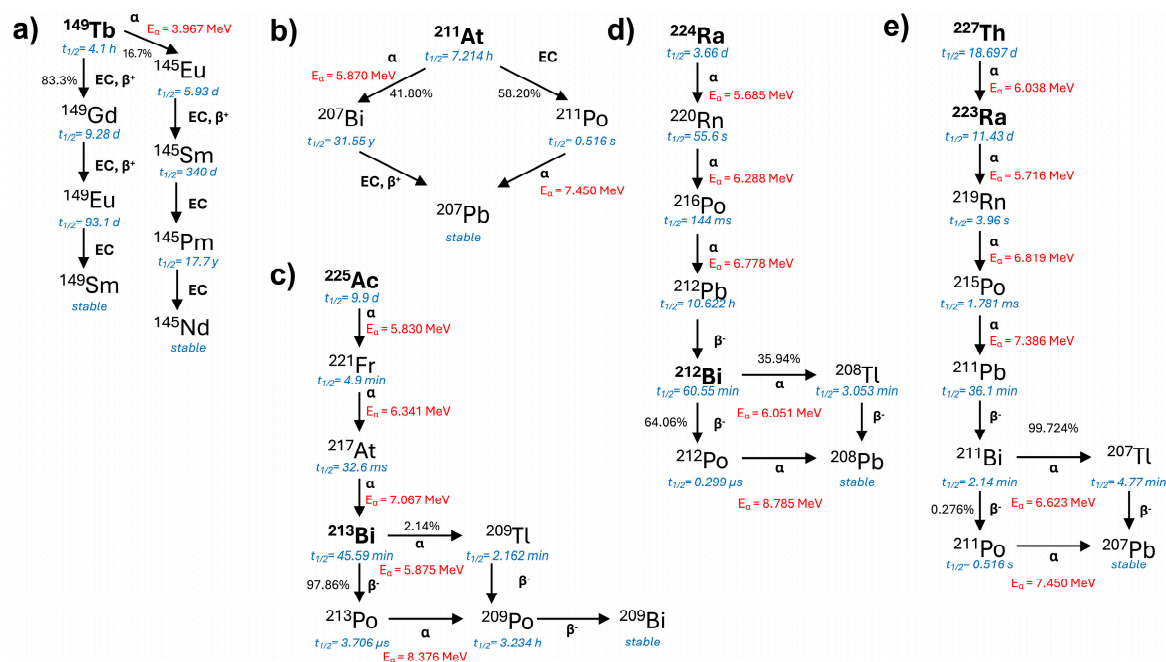 a)
¹⁴⁹Tb
α
Eα = 3.967 MeV
t1/2= 4.1 h
16.7%
83.3%
EC, β⁺
¹⁴⁵Eu
t1/2= 5.93 d
¹⁴⁹Gd
t1/2= 9.28 d
EC, β⁺
¹⁴⁵Sm
t1/2= 340 d
EC, β⁺
¹⁴⁹Eu
t1/2= 93.1 d
EC
¹⁴⁵Pm
t1/2= 17.7 y
EC
¹⁴⁹Sm
stable
EC
¹⁴⁵Nd
stable
b)
²¹¹At
t1/2= 7.214 h
α
EC
Eα = 5.870 MeV
41.80%
58.20%
²⁰⁷Bi
t1/2= 31.55 y
²¹¹Po
t1/2= 0.516 s
EC, β⁺
α
Eα = 7.450 MeV
²⁰⁷Pb
stable
c)
²²⁵Ac
t1/2= 9.9 d
α
Eα = 5.830 MeV
²²¹Fr
t1/2= 4.9 min
α
Eα = 6.341 MeV
²¹⁷At
t1/2= 32.6 ms
α
Eα = 7.067 MeV
²¹³Bi
2.14%
α
²⁰⁹Tl
t1/2= 45.59 min
t1/2= 2.162 min
Eα = 5.875 MeV
97.86%
β⁻
β
²¹³Po
α
²⁰⁹Po
β⁻
²⁰⁹Bi
t1/2= 3.706 µs
t1/2= 3.234 h
stable
Eα = 8.376 MeV
d)
²²⁴Ra
t1/2= 3.66 d
α
Eα = 5.685 MeV
²²⁰Rn
t1/2= 55.6 s
α
Eα = 6.288 MeV
²¹⁶Po
t1/2= 144 ms
α
Eα = 6.778 MeV
²¹²Pb
t1/2= 10.622 h
β⁻
²¹²Bi
35.94%
α
²⁰⁸Tl
t1/2= 60.55 min
t1/2= 3.053 min
Eα = 6.051 MeV
64.06%
β⁻
β⁻
²¹²Po
α
²⁰⁸Pb
t1/2= 0.299 µs
stable
Eα = 8.785 MeV
e)
²²⁷Th
t1/2= 18.697 d
α
Eα = 6.038 MeV
²²³Ra
t1/2= 11.43 d
α
Eα = 5.716 MeV
²¹⁹Rn
t1/2= 3.96 s
α
Eα = 6.819 MeV
²¹⁵Po
t1/2= 1.781 ms
α
Eα = 7.386 MeV
²¹¹Pb
t1/2= 36.1 min
β⁻
99.724%
²¹¹Bi
α
²⁰⁷Tl
t1/2= 2.14 min
t1/2= 4.77 min
Eα = 6.623 MeV
0.276%
β⁻
β⁻
²¹¹Po
α
²⁰⁷Pb
t1/2= 0.516 s
stable
Eα = 7.450 MeV